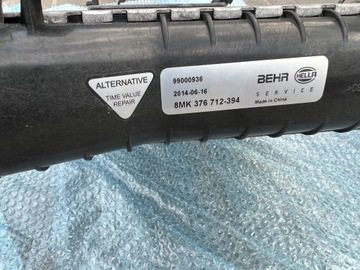 ALTERNATIVE
TIME VALUE
REPAIR
99000936
2014-06-16
8MK 376 712-394
BEHR
HELLA
SERVICE
Made in China